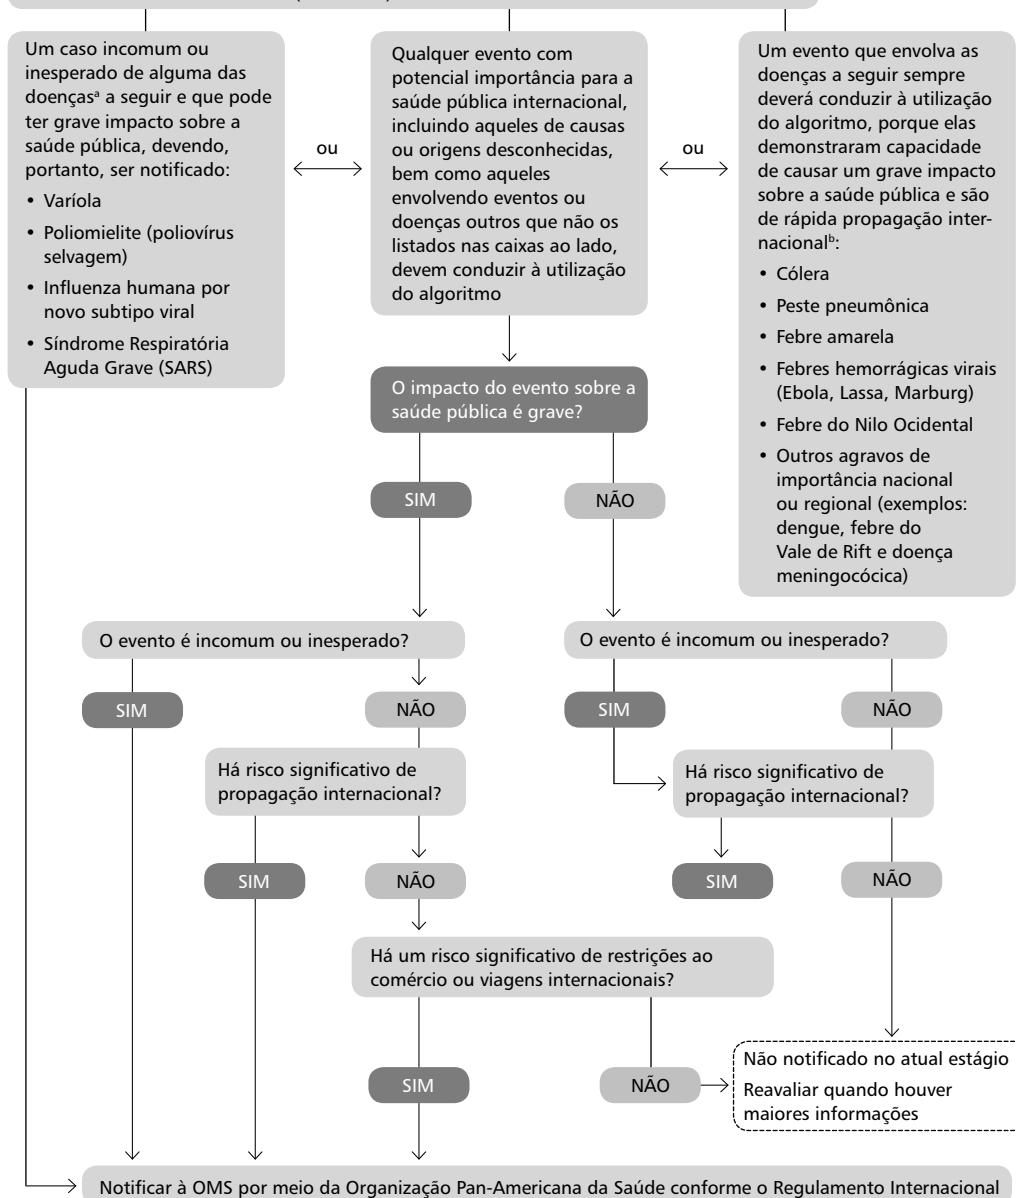 Um caso incomum ou
inesperado de alguma das
doençasª a seguir e que pode
ter grave impacto sobre a
saúde pública, devendo,
portanto, ser notificado:
• Varíola
• Poliomielite (poliovírus
selvagem)
• Influenza humana por
novo subtipo viral
• Síndrome Respiratória
Aguda Grave (SARS)
ou
Qualquer evento com
potencial importância para a
saúde pública internacional,
incluindo aqueles de causas
ou origens desconhecidas,
bem como aqueles
envolvendo eventos ou
doenças outros que não os
listados nas caixas ao lado,
devem conduzir à utilização
do algoritmo
ou
Um evento que envolva as
doenças a seguir sempre
deverá conduzir à utilização
do algoritmo, porque elas
demonstraram capacidade
de causar um grave impacto
sobre a saúde pública e são
de rápida propagação inter-
nacionalᵇ:
• Cólera
• Peste pneumônica
• Febre amarela
• Febres hemorrágicas virais
(Ebola, Lassa, Marburg)
• Febre do Nilo Ocidental
• Outros agravos de
importância nacional
ou regional (exemplos:
dengue, febre do
Vale de Rift e doença
meningocócica)
O impacto do evento sobre a
saúde pública é grave?
SIM
NÃO
O evento é incomum ou inesperado?
O evento é incomum ou inesperado?
SIM
NÃO
SIM
NÃO
Há risco significativo de
propagação internacional?
Há risco significativo de
propagação internacional?
SIM
NÃO
SIM
NÃO
Há um risco significativo de restrições ao
comércio ou viagens internacionais?
SIM
NÃO
Não notificado no atual estágio
Reavaliar quando houver
maiores informações
Notificar à OMS por meio da Organização Pan-Americana da Saúde conforme o Regulamento Internacional